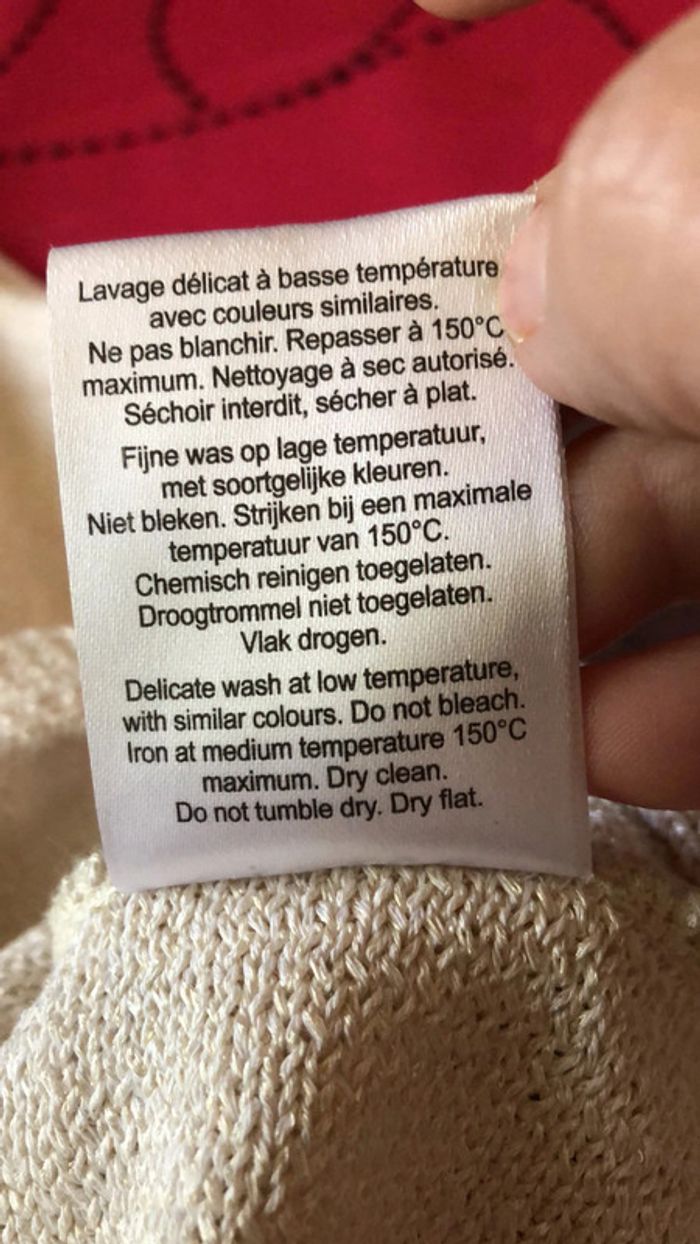 Lavage délicat à basse température
avec couleurs similaires.
Ne pas blanchir. Repasser à 150°C
maximum. Nettoyage à sec autorisé.
Séchoir interdit, sécher à plat.
Fijne was op lage temperatuur,
met soortgelijke kleuren.
Niet bleken. Strijken bij een maximale
temperatuur van 150°C.
Chemisch reinigen toegelaten.
Droogtrommel niet toegelaten.
Vlak drogen.
Delicate wash at low temperature,
with similar colours. Do not bleach.
Iron at medium temperature 150°C
maximum. Dry clean.
Do not tumble dry. Dry flat.